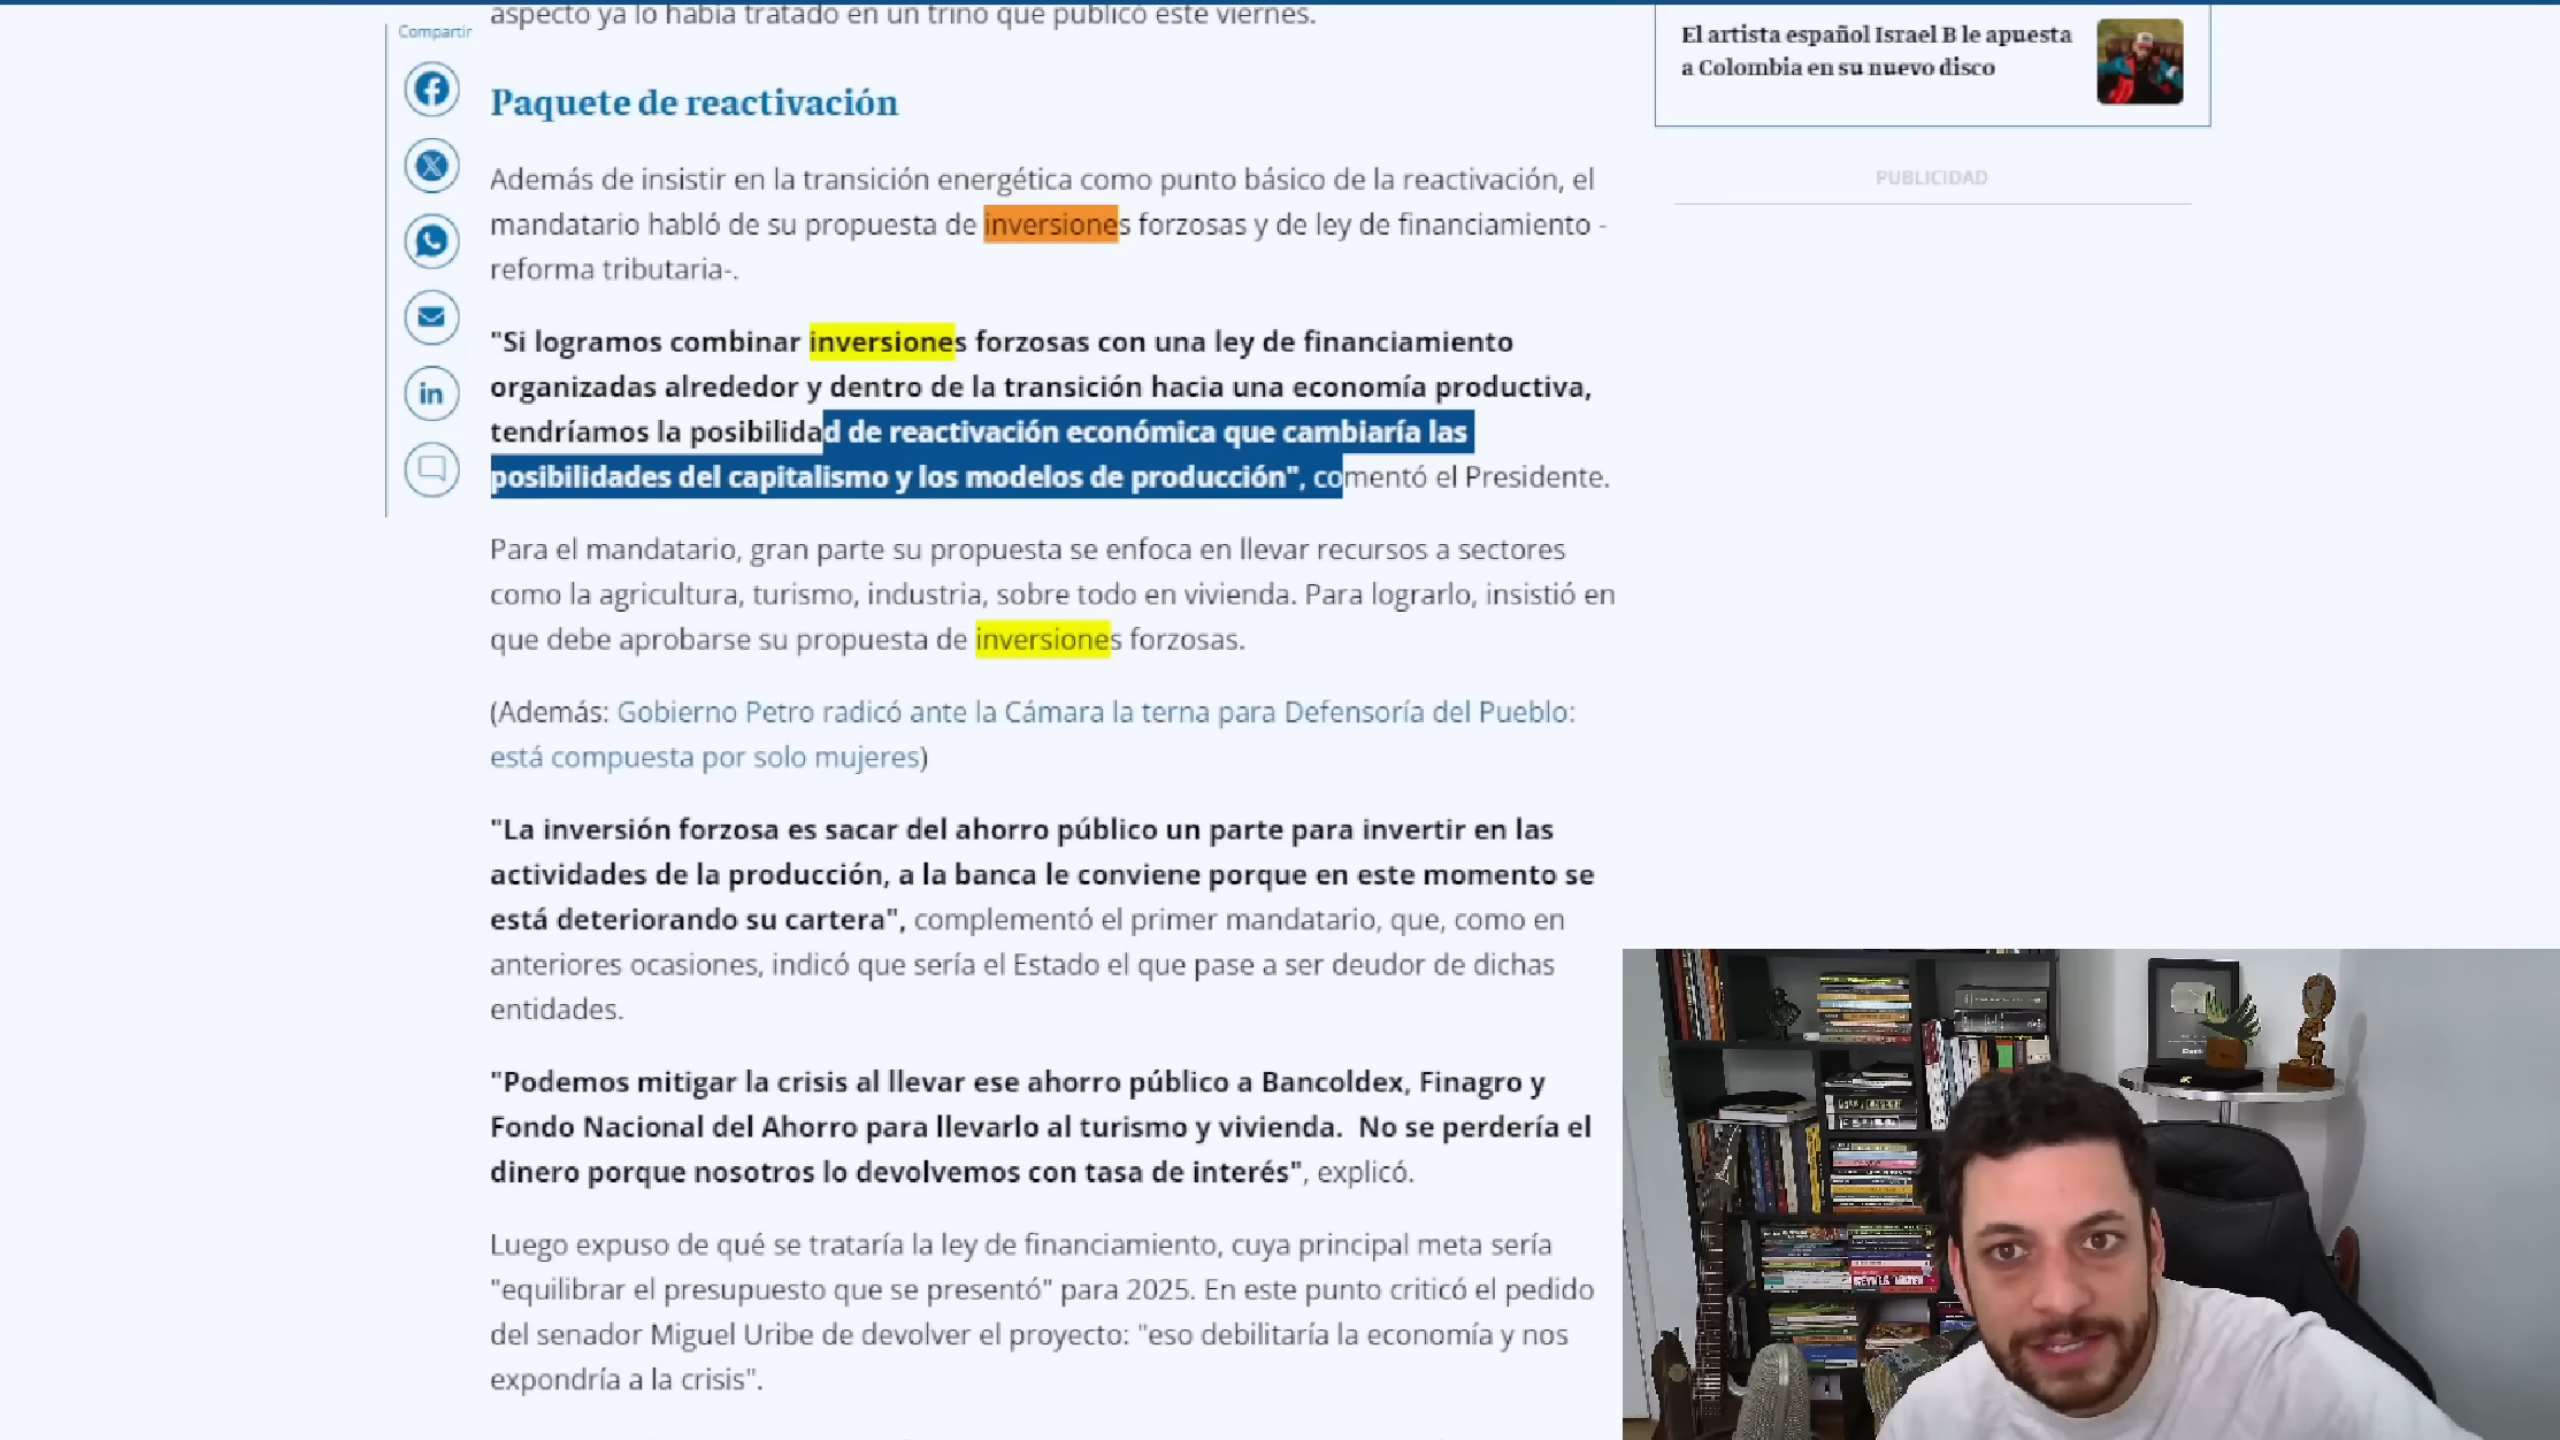 aspecto ya lo había tratado en un trino que publicó este viernes.
Compartir
Paquete de reactivación
Además de insistir en la transición energética como punto básico de la reactivación, el
mandatario habló de su propuesta de inversiones forzosas y de ley de financiamiento -
reforma tributaria-.
"Si logramos combinar inversiones forzosas con una ley de financiamiento
organizadas alrededor y dentro de la transición hacia una economía productiva,
tendríamos la posibilidad de reactivación económica que cambiaría las
posibilidades del capitalismo y los modelos de producción", comentó el Presidente.
Para el mandatario, gran parte su propuesta se enfoca en llevar recursos a sectores
como la agricultura, turismo, industria, sobre todo en vivienda. Para lograrlo, insistió en
que debe aprobarse su propuesta de inversiones forzosas.
(Además: Gobierno Petro radicó ante la Cámara la terna para Defensoría del Pueblo:
está compuesta por solo mujeres)
"La inversión forzosa es sacar del ahorro público un parte para invertir en las
actividades de la producción, a la banca le conviene porque en este momento se
está deteriorando su cartera", complementó el primer mandatario, que, como en
anteriores ocasiones, indicó que sería el Estado el que pase a ser deudor de dichas
entidades.
"Podemos mitigar la crisis al llevar ese ahorro público a Bancoldex, Finagro y
Fondo Nacional del Ahorro para llevarlo al turismo y vivienda. No se perdería el
dinero porque nosotros lo devolvemos con tasa de interés", explicó.
Luego expuso de qué se trataría la ley de financiamiento, cuya principal meta sería
"equilibrar el presupuesto que se presentó" para 2025. En este punto criticó el pedido
del senador Miguel Uribe de devolver el proyecto: "eso debilitaría la economía y nos
expondría a la crisis".
El artista español Israel B le apuesta
a Colombia en su nuevo disco
PUBLICIDAD